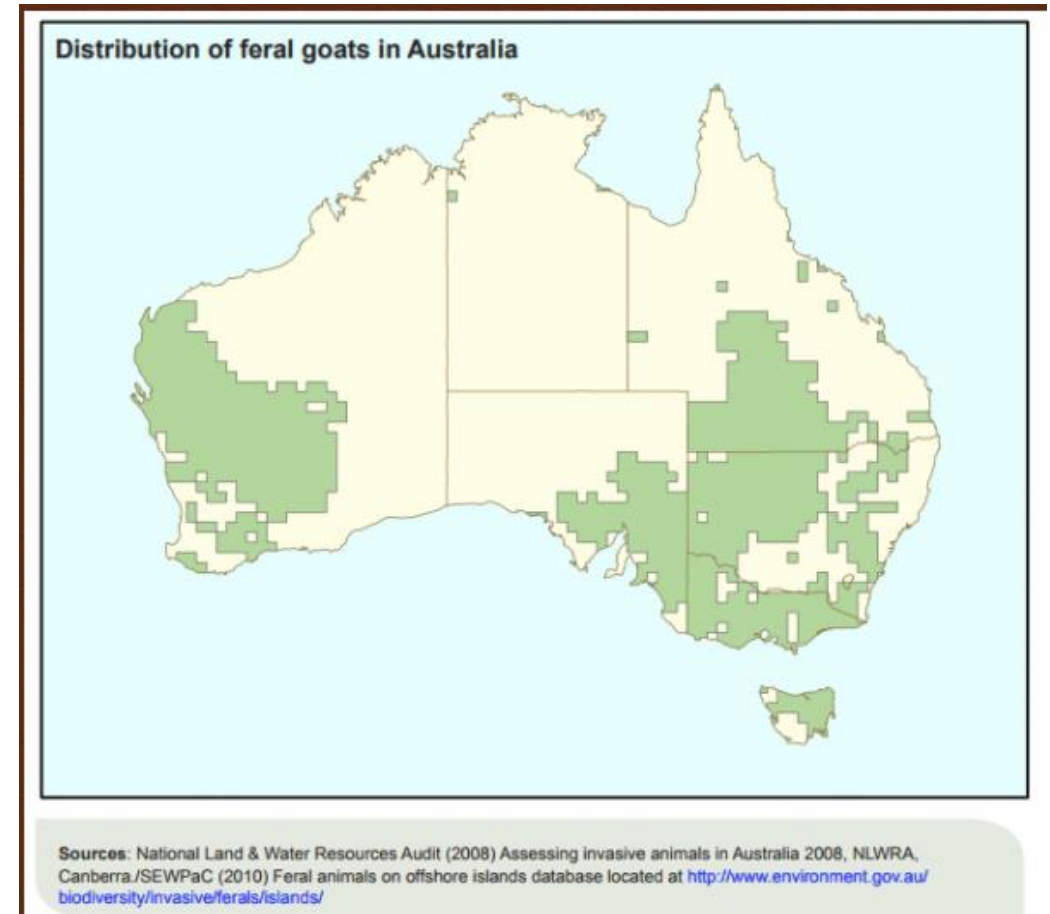 Distribution of feral goats in Australia
Sources: National Land & Water Resources Audit (2008) Assessing invasive animals in Australia 2008, NLWRA,
Canberra./SEWPaC (2010) Feral animals on offshore islands database located at http://www.environment.gov.au/
biodiversity/invasive/ferals/islands/